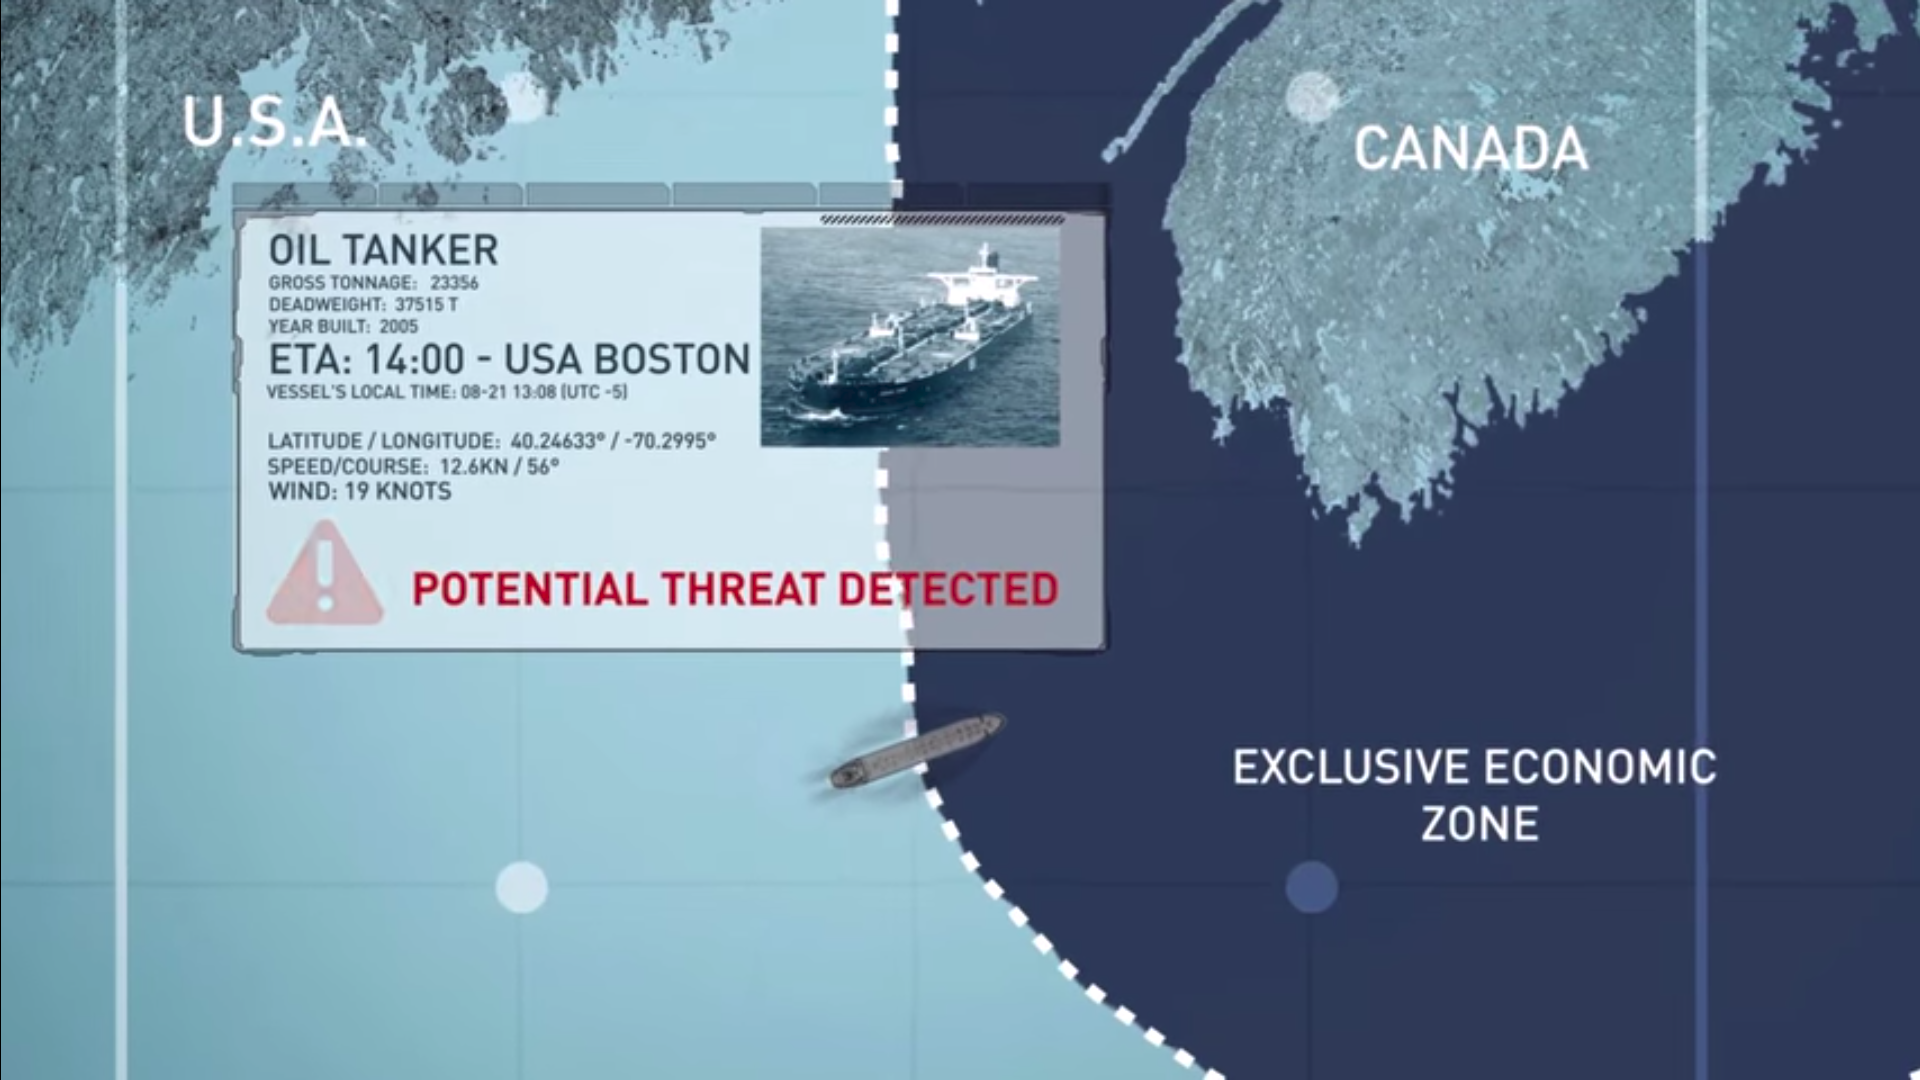 U.S.A.
CANADA
OIL TANKER
GROSS TONNAGE: 23356
DEADWEIGHT: 37515 T
YEAR BUILT: 2005
ETA: 14:00 - USA BOSTON
VESSEL'S LOCAL TIME: 08-21 13:08 (UTC -5)
LATITUDE / LONGITUDE: 40.24633° / -70.2995°
SPEED/COURSE: 12.6KN / 56°
WIND: 19 KNOTS
POTENTIAL THREAT DETECTED
EXCLUSIVE ECONOMIC
ZONE